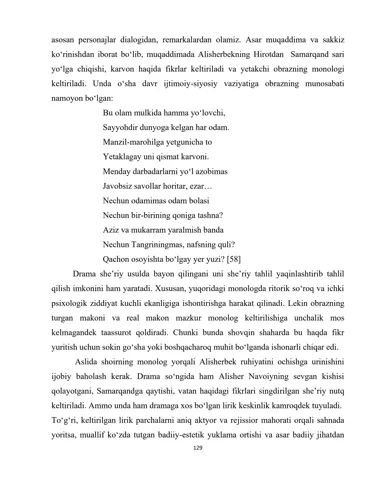 asosan personajlar dialogidan, remarkalardan olamiz. Asar muqaddima va sakkiz
ko‘rinishdan iborat bo‘lib, muqaddimada Alisherbekning Hirotdan Samarqand sari
yo‘lga chiqishi, karvon haqida fikrlar keltiriladi va yetakchi obrazning monologi
keltiriladi. Unda o‘sha davr ijtimoiy-siyosiy vaziyatiga obrazning munosabati
namoyon bo‘lgan:
Bu olam mulkida hamma yo‘lovchi,
Sayyohdir dunyoga kelgan har odam.
Manzil-marohilga yetgunicha to
Yetaklagay uni qismat karvoni.
Menday darbadarlarni yo‘l azobimas
Javobsiz savollar horitar, ezar…
Nechun odamimas odam bolasi
Nechun bir-birining qoniga tashna?
Aziz va mukarram yaralmish banda
Nechun Tangriningmas, nafsning quli?
Qachon osoyishta bo‘lgay yer yuzi? [58]
Drama she’riy usulda bayon qilingani uni she’riy tahlil yaqinlashtirib tahlil
qilish imkonini ham yaratadi. Xususan, yuqoridagi monologda ritorik so‘roq va ichki
psixologik ziddiyat kuchli ekanligiga ishontirishga harakat qilinadi. Lekin obrazning
turgan makoni va real makon mazkur monolog keltirilishiga unchalik mos
kelmagandek taassurot qoldiradi. Chunki bunda shovqin shaharda bu haqda fikr
yuritish uchun sokin go‘sha yoki boshqacharoq muhit bo‘lganda ishonarli chiqar edi.
Aslida shoirning monolog yorqali Alisherbek ruhiyatini ochishga urinishini
ijobiy baholash kerak. Drama so‘ngida ham Alisher Navoiyning sevgan kishisi
qolayotgani, Samarqandga qaytishi, vatan haqidagi fikrlari singdirilgan she’riy nutq
keltiriladi. Ammo unda ham dramaga xos bo‘lgan lirik keskinlik kamroqdek tuyuladi.
To‘g‘ri, keltirilgan lirik parchalarni aniq aktyor va rejissior mahorati orqali sahnada
yoritsa, muallif ko‘zda tutgan badiiy-estetik yuklama ortishi va asar badiiy jihatdan
129